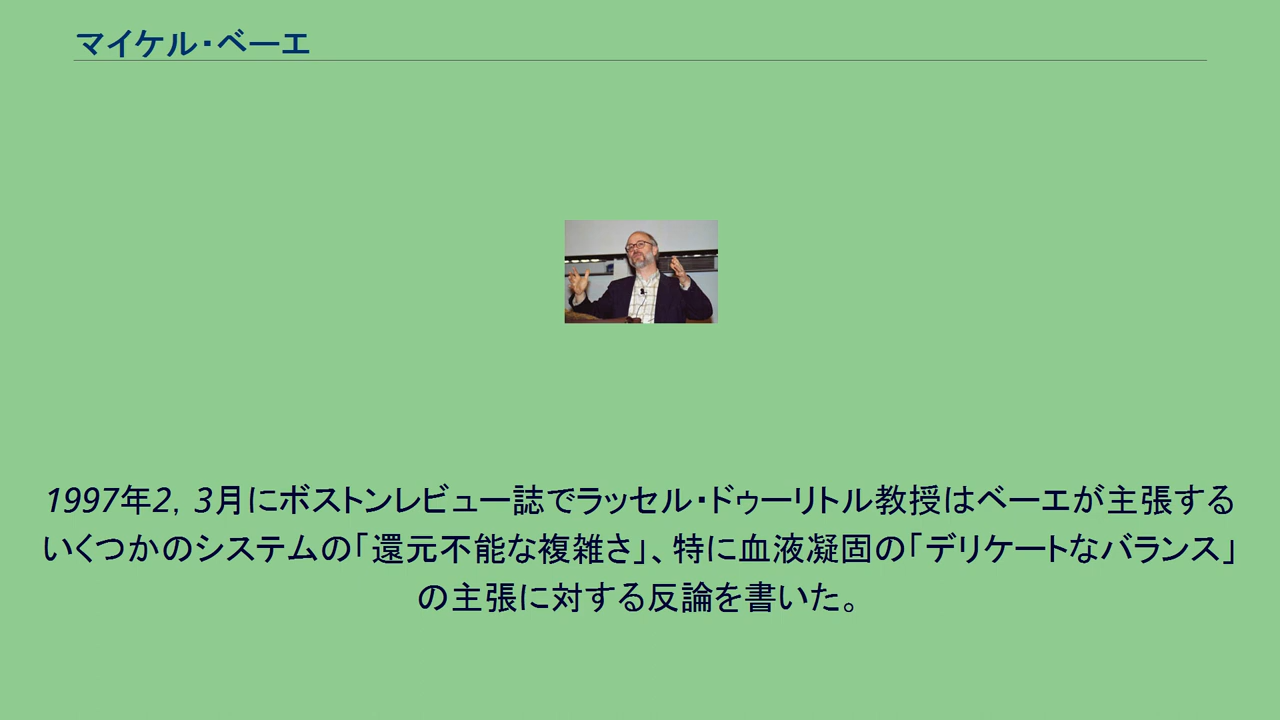 マイケル・ベーエ
1997年2，3月にボストンレビュー誌でラッセル・ドゥーリトル教授はベーエが主張する
いくつかのシステムの「還元不能な複雑さ」、特に血液凝固の「デリケートなバランス」
の主張に対する反論を書いた。